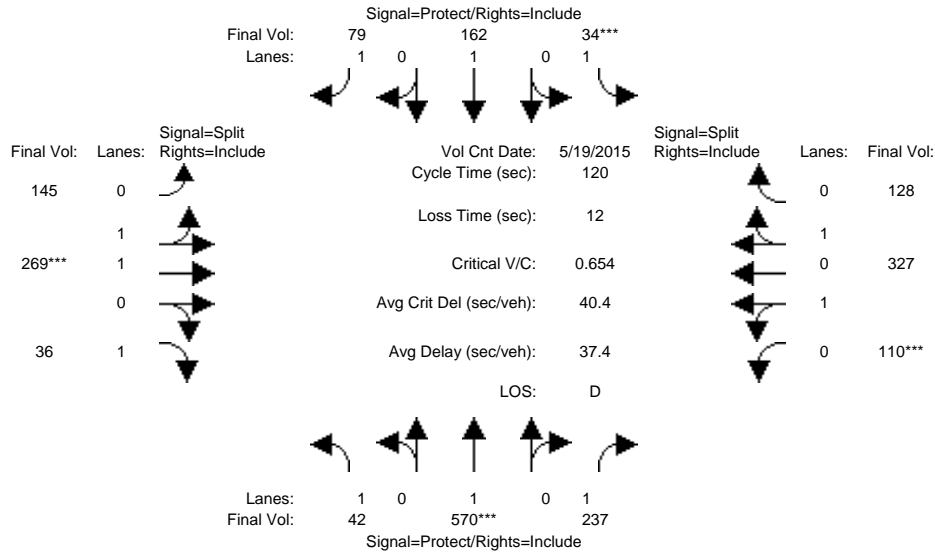 Signal=Protect/Rights=Include
Final Vol: 79 162 34***
Lanes: 1 0 1 0 1
Signal=Split
Final Vol: Lanes: Rights=Include
Vol Cnt Date: 5/19/2015
Signal=Split
Rights=Include Lanes: Final Vol:
Cycle Time (sec): 120
145 0
0 128
Loss Time (sec): 12
1
1
269*** 1
Critical V/C: 0.654
0 327
0
Avg Crit Del (sec/veh): 40.4
1
36 1
Avg Delay (sec/veh): 37.4
0 110***
LOS: D
Lanes: 1 0 1 0 1
Final Vol: 42 570*** 237
Signal=Protect/Rights=Include